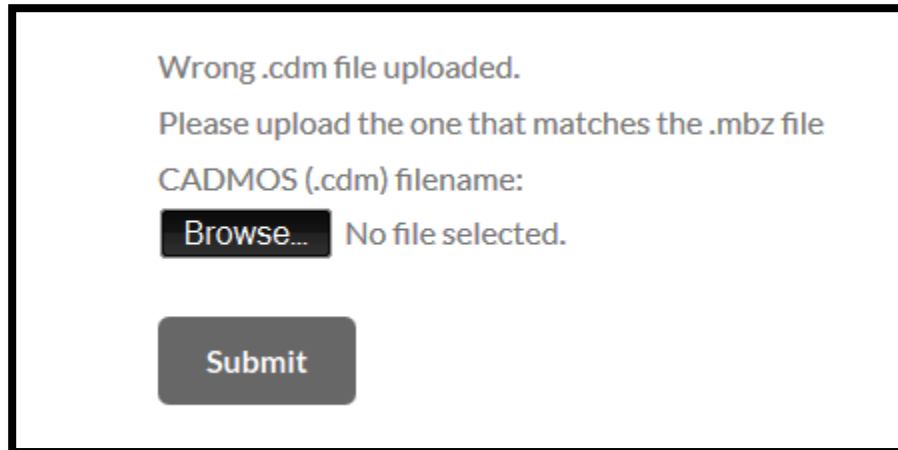 Wrong .cdm file uploaded.
Please upload the one that matches the .mbz file
CADMOS (.cdm) filename:
Browse... No file selected.
Submit